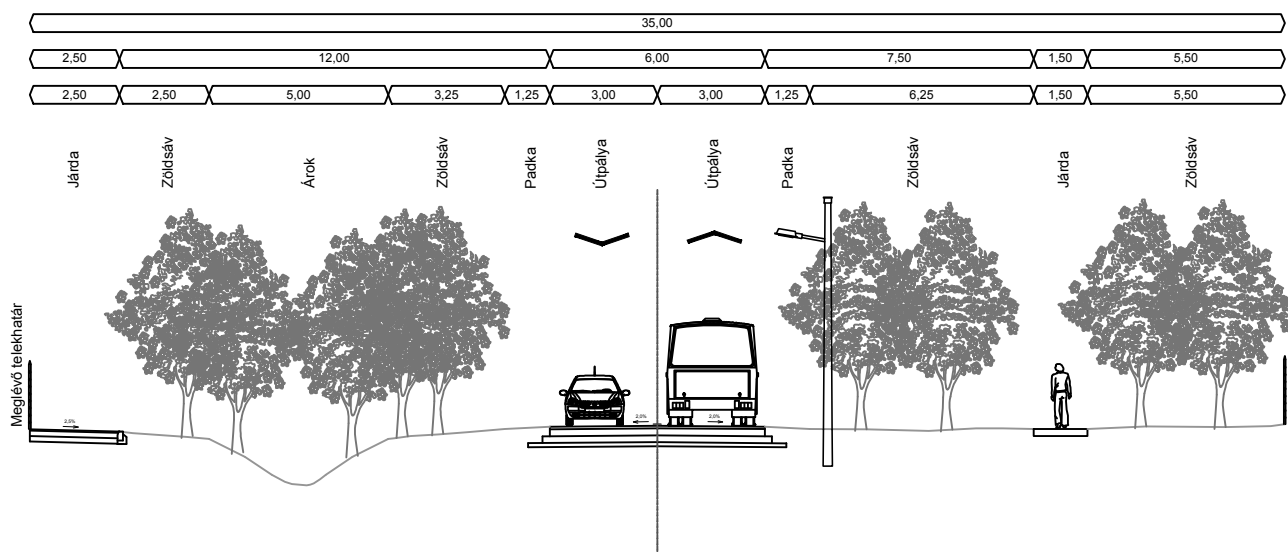 35,00
2,50 12,00 6,00 7,50 1,50 5,50
2,50 2,50 5,00 3,25 1,25 3,00 3,00 1,25 6,25 1,50 5,50
Járda
Zöldsáv
Árok
Zöldsáv
Padka
Útpálya
Útpálya
Padka
Zöldsáv
Járda
Zöldsáv
Meglévő telekhatár
2,5%
2,0%
2,0%